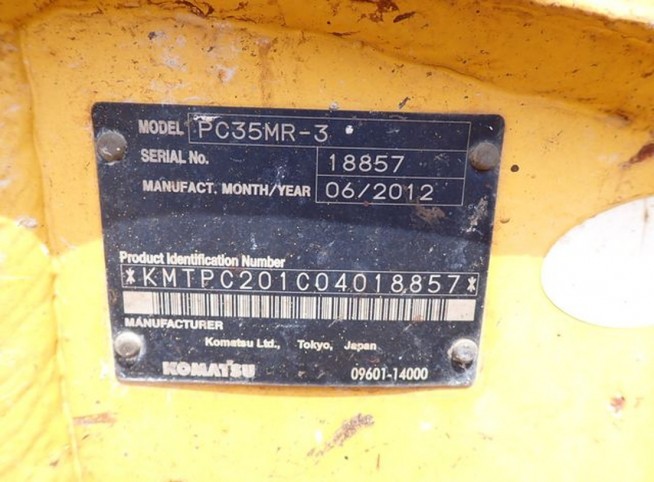 MODEL PC35MR-3
SERIAL No. 18857
MANUFACT. MONTH/YEAR 06/2012
Product Identification Number
*KMTPC201C04018857*
MANUFACTURER
Komatsu Ltd., Tokyo, Japan
KOMATSU 09601-14000